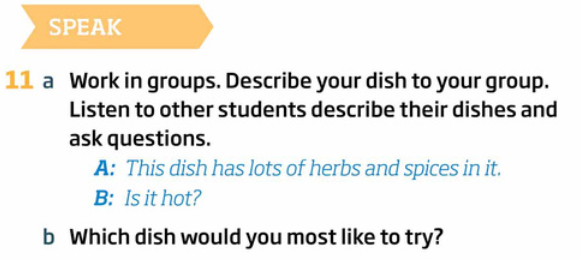 SPEAK
11 a Work in groups. Describe your dish to your group.
Listen to other students describe their dishes and
ask questions.
A: This dish has lots of herbs and spices in it.
B: Is it hot?
b Which dish would you most like to try?